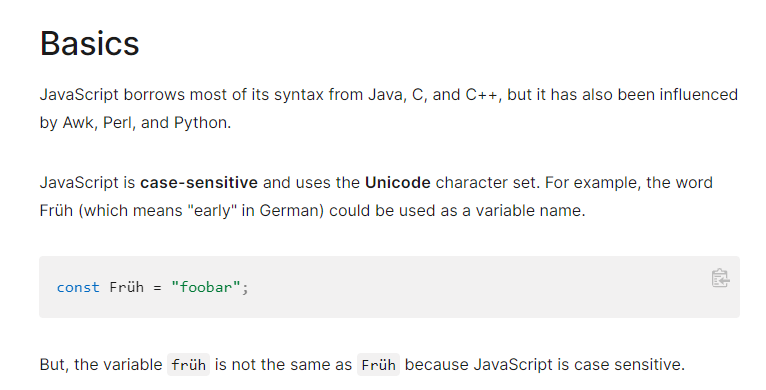 Basics
JavaScript borrows most of its syntax from Java, C, and C++, but it has also been influenced
by Awk, Perl, and Python.
JavaScript is case-sensitive and uses the Unicode character set. For example, the word
Früh (which means "early" in German) could be used as a variable name.
const Früh = "foobar";
But, the variable früh is not the same as Früh because JavaScript is case sensitive.